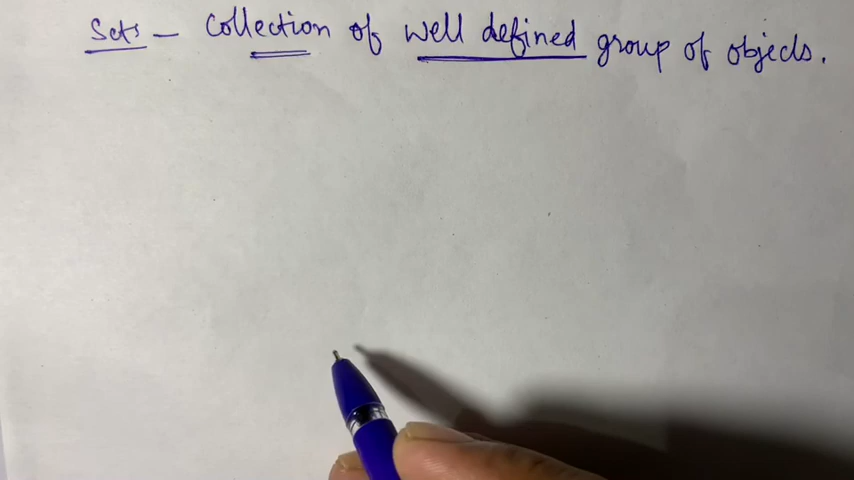 Sets - Collection of well defined group of objects.